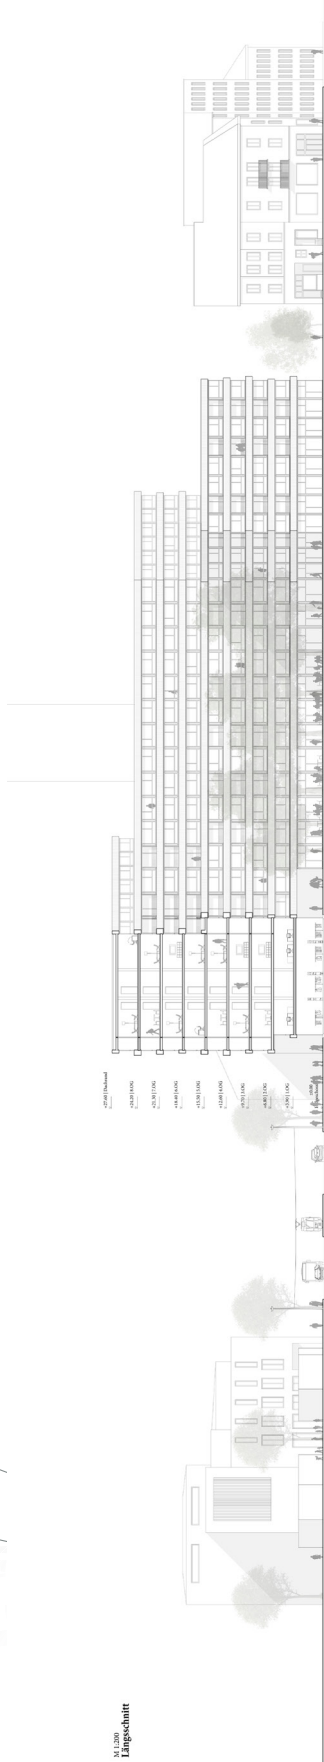 M 1:200
Längsschnitt
+27.60 | Dachrand
+24.20 | 8.OG
+21.30 | 7.OG
+18.40 | 6.OG
+15.50 | 5.OG
+12.60 | 4.OG
+9.70 | 3.OG
+6.80 | 2.OG
+3.90 | 1.OG
±0.00